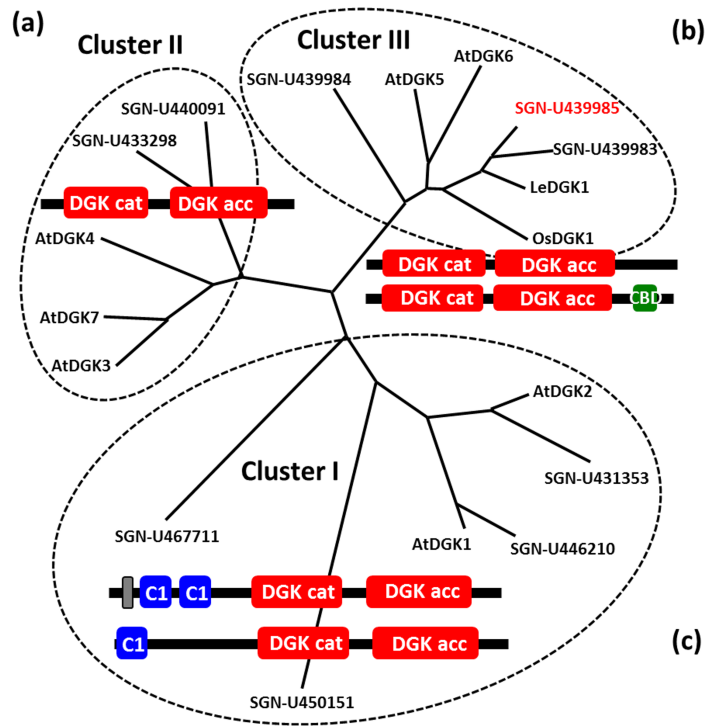 (a)
Cluster II
Cluster III
(b)
SGN-U439984
AtDGK5
AtDGK6
SGN-U440091
SGN-U433298
SGN-U439985
SGN-U439983
LeDGK1
OsDGK1
DGK cat
DGK acc
AtDGK4
AtDGK7
AtDGK3
DGK cat
DGK acc
DGK cat
DGK acc
CBD
Cluster I
AtDGK2
SGN-U431353
SGN-U467711
AtDGK1
SGN-U446210
C1
C1
DGK cat
DGK acc
C1
DGK cat
DGK acc
(c)
SGN-U450151